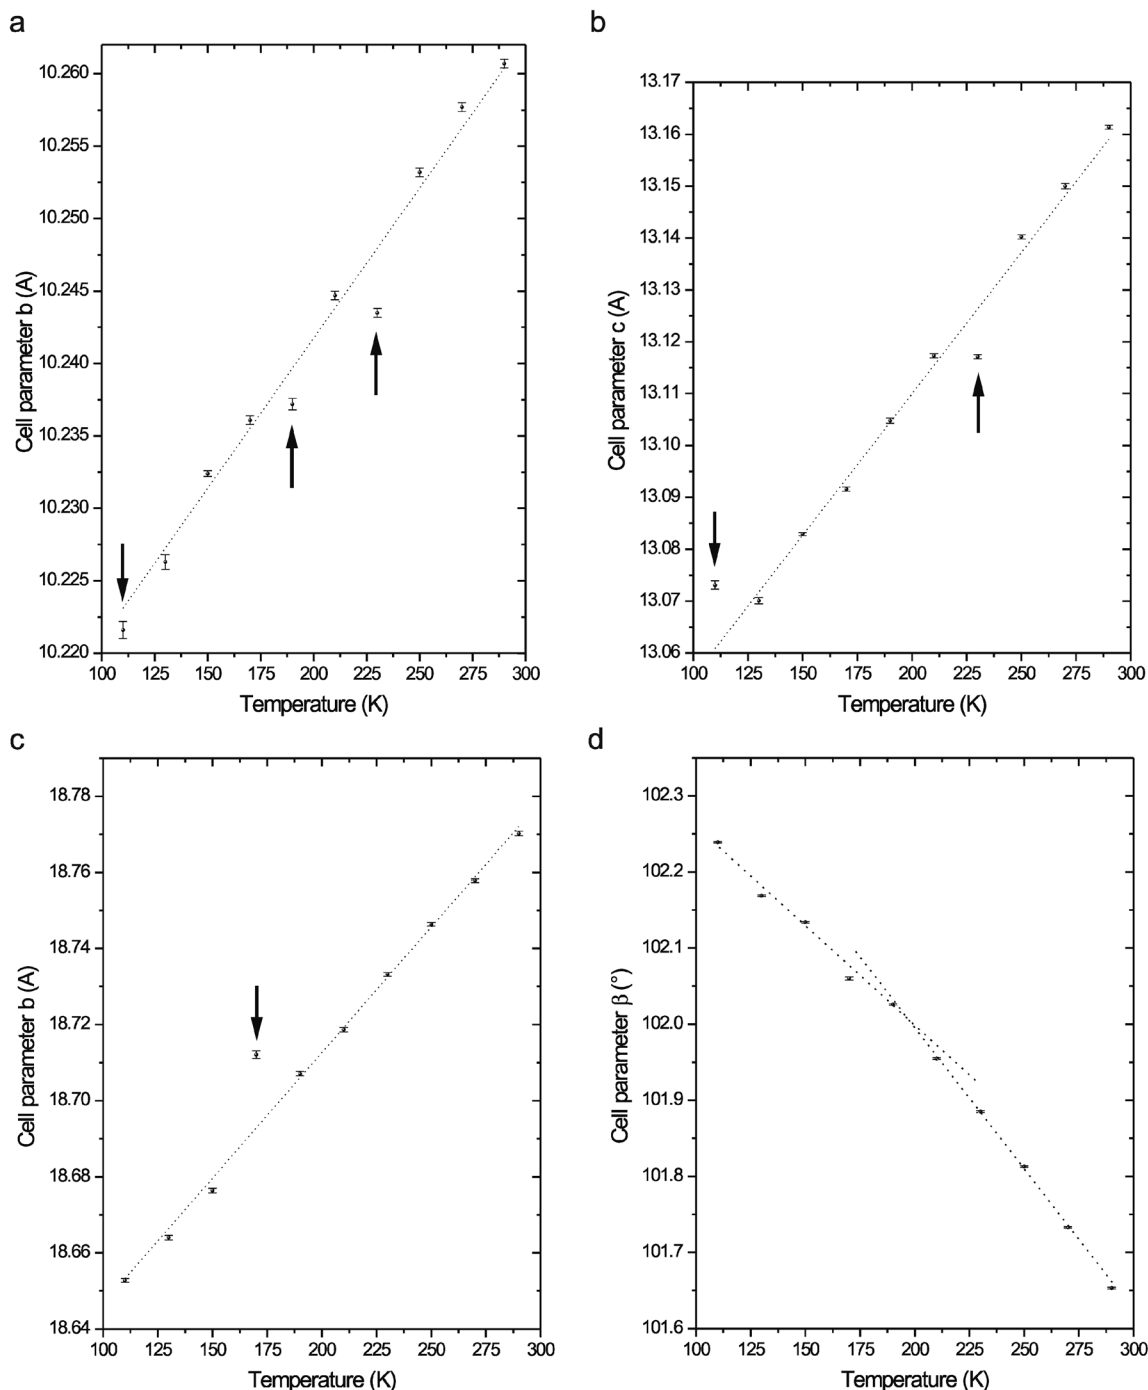 a
10.260
10.255
10.250
10.245
10.240
10.235
10.230
10.225
10.220
Cell parameter b (A)
100 125 150 175 200 225 250 275 300
Temperature (K)
b
13.17
13.16
13.15
13.14
13.13
13.12
13.11
13.10
13.09
13.08
13.07
13.06
Cell parameter c (A)
100 125 150 175 200 225 250 275 300
Temperature (K)
c
18.78
18.76
18.74
18.72
18.70
18.68
18.66
18.64
Cell parameter b (A)
100 125 150 175 200 225 250 275 300
Temperature (K)
d
102.3
102.2
102.1
102.0
101.9
101.8
101.7
101.6
Cell parameter β (°)
100 125 150 175 200 225 250 275 300
Temperature (K)